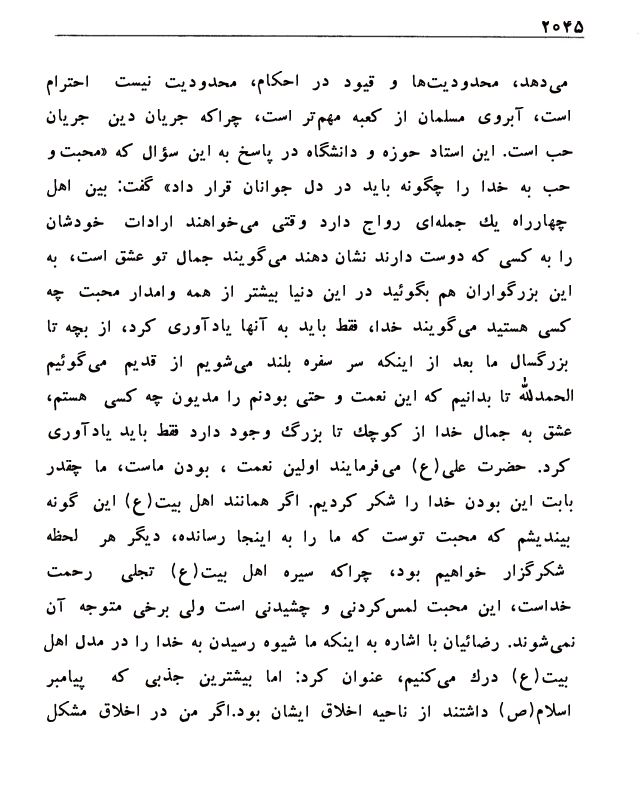 ۲۰۴۵
می‌دهد، محدودیت‌ها و قیود در احکام، محدودیت نیست احترام
است، آبروی مسلمان از کعبه مهم‌تر است، چراکه جریان دین جریان
حب است. این استاد حوزه و دانشگاه در پاسخ به این سؤال که «محبت و
حب به خدا را چگونه باید در دل جوانان قرار داد» گفت: بین اهل
چهارراه یك جمله‌ای رواج دارد وقتی می‌خواهند ارادات خودشان
را به کسی که دوست دارند نشان دهند می‌گویند جمال تو عشق است، به
این بزرگواران هم بگوئید در این دنیا بیشتر از همه وامدار محبت چه
کسی هستید می‌گویند خدا، فقط باید به آنها یادآوری کرد، از بچه تا
بزرگسال ما بعد از اینکه سر سفره بلند می‌شویم از قدیم می‌گوئیم
الحمدلله تا بدانیم که این نعمت و حتی بودنم را مدیون چه کسی هستم،
عشق به جمال خدا از کوچك تا بزرگ وجود دارد فقط باید یادآوری
کرد. حضرت علی(ع) می‌فرمایند اولین نعمت ، بودن ماست، ما چقدر
بابت این بودن خدا را شکر کردیم. اگر همانند اهل بیت(ع) این گونه
بیندیشم که محبت توست که ما را به اینجا رسانده، دیگر هر لحظه
شکرگزار خواهیم بود، چراکه سیره اهل بیت(ع) تجلی رحمت
خداست، این محبت لمس‌کردنی و چشیدنی است ولی برخی متوجه آن
نمی‌شوند. رضائیان با اشاره به اینکه ما شیوه رسیدن به خدا را در مدل اهل
بیت(ع) درك می‌کنیم، عنوان کرد: اما بیشترین جذبی که پیامبر
اسلام(ص) داشتند از ناحیه اخلاق ایشان بود.اگر من در اخلاق مشکل